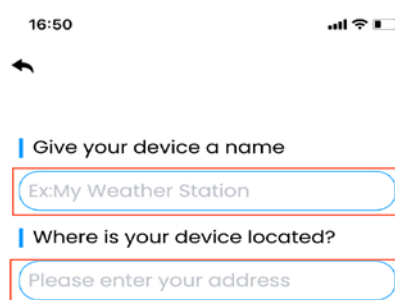 16:50
Give your device a name
Ex:My Weather Station
Where is your device located?
Please enter your address